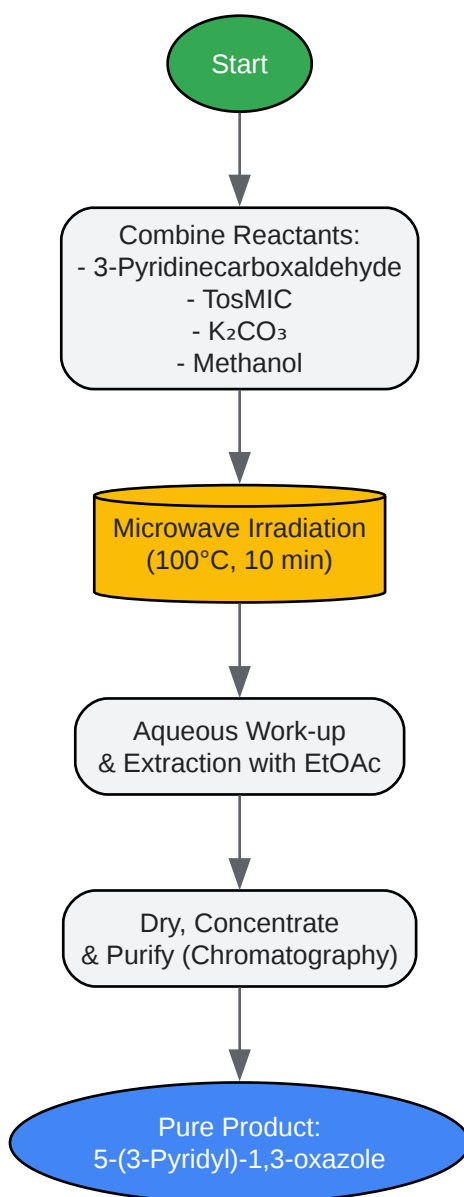 Start
Combine Reactants:
- 3-Pyridinecarboxaldehyde
- TosMIC
- K₂CO₃
- Methanol
Microwave Irradiation
(100°C, 10 min)
Aqueous Work-up
& Extraction with EtOAc
Dry, Concentrate
& Purify (Chromatography)
Pure Product:
5-(3-Pyridyl)-1,3-oxazole